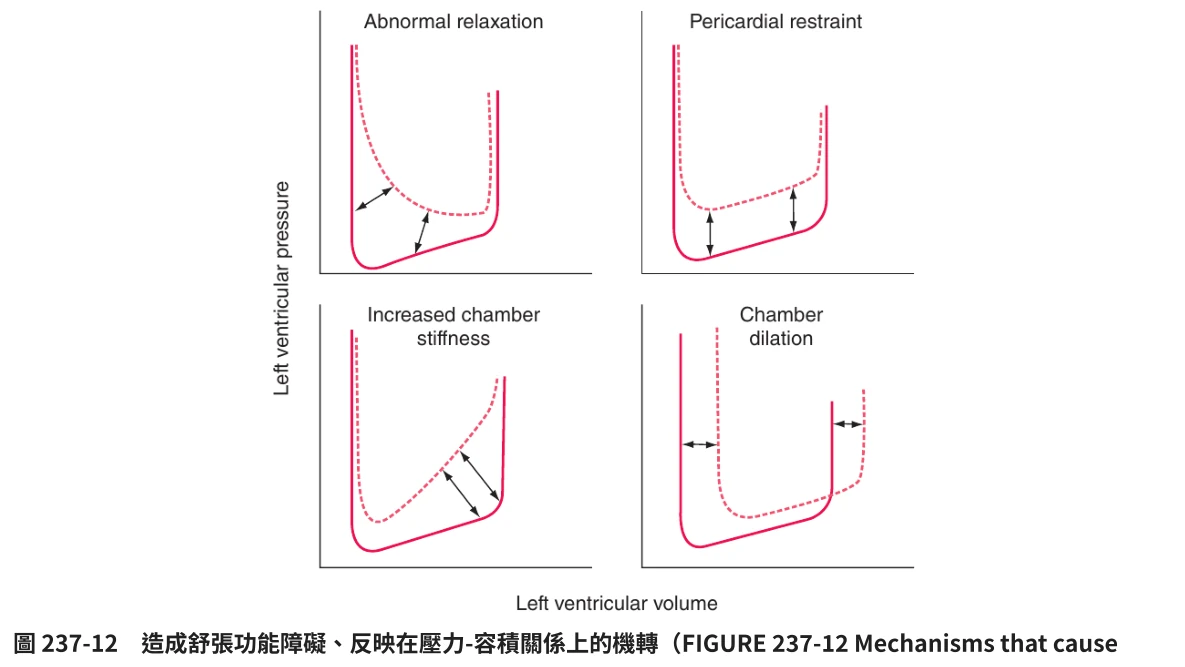 Abnormal relaxation
Pericardial restraint
Left ventricular pressure
Increased chamber
stiffness
Chamber
dilation
Left ventricular volume
圖 237-12　造成舒張功能障礙、反映在壓力-容積關係上的機轉（FIGURE 237-12 Mechanisms that cause